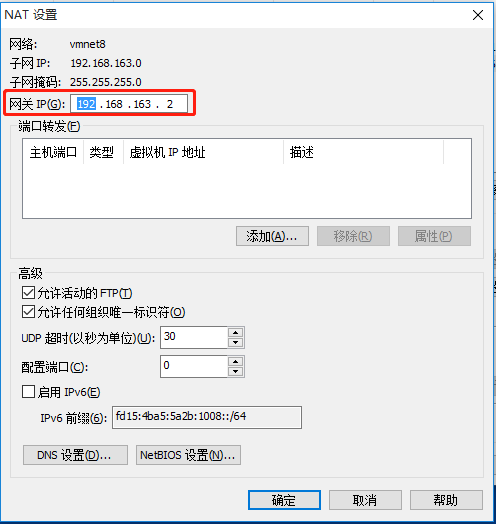 NAT 设置
网络: vmnet8
子网 IP: 192.168.163.0
子网掩码: 255.255.255.0
网关 IP(G): 192 . 168 . 163 . 2
端口转发(F)
主机端口 类型 虚拟机 IP 地址 描述
添加(A)... 移除(R) 属性(P)
高级
允许活动的 FTP(T)
允许任何组织唯一标识符(O)
UDP 超时(以秒为单位)(U): 30
配置端口(C): 0
启用 IPv6(E)
IPv6 前缀(6): fd15:4ba5:5a2b:1008::/64
DNS 设置(D)... NetBIOS 设置(N)...
确定 取消 帮助